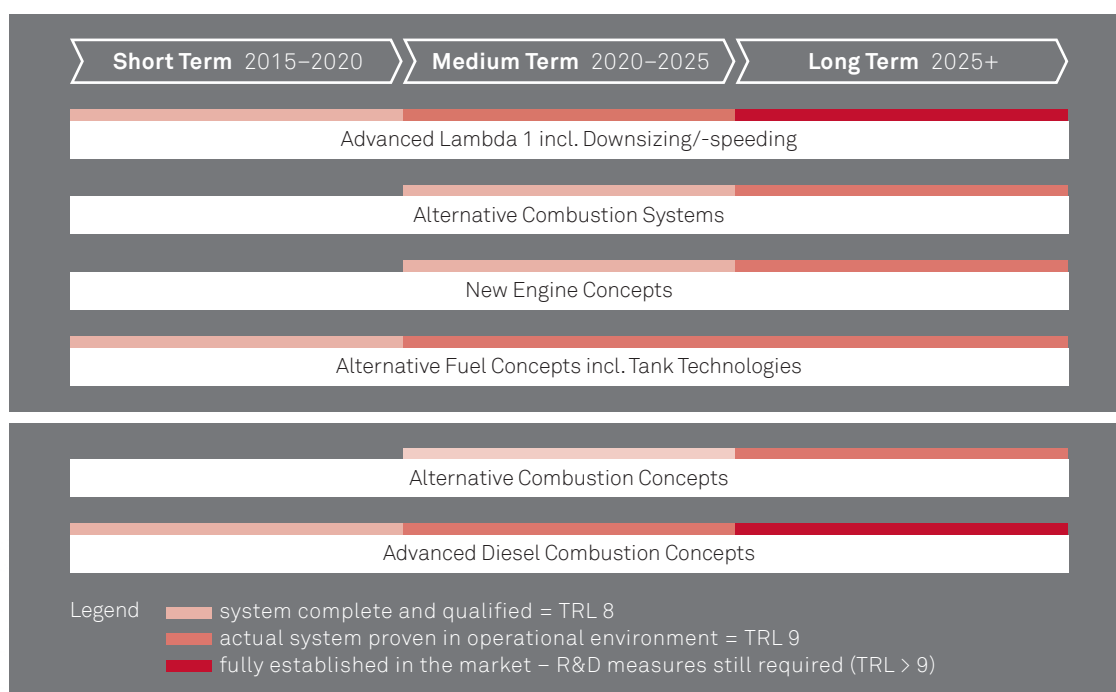 Short Term 2015–2020
Medium Term 2020–2025
Long Term 2025+
Advanced Lambda 1 incl. Downsizing/-speeding
Alternative Combustion Systems
New Engine Concepts
Alternative Fuel Concepts incl. Tank Technologies
Alternative Combustion Concepts
Advanced Diesel Combustion Concepts
Legend
system complete and qualified = TRL 8
actual system proven in operational environment = TRL 9
fully established in the market – R&D measures still required (TRL > 9)